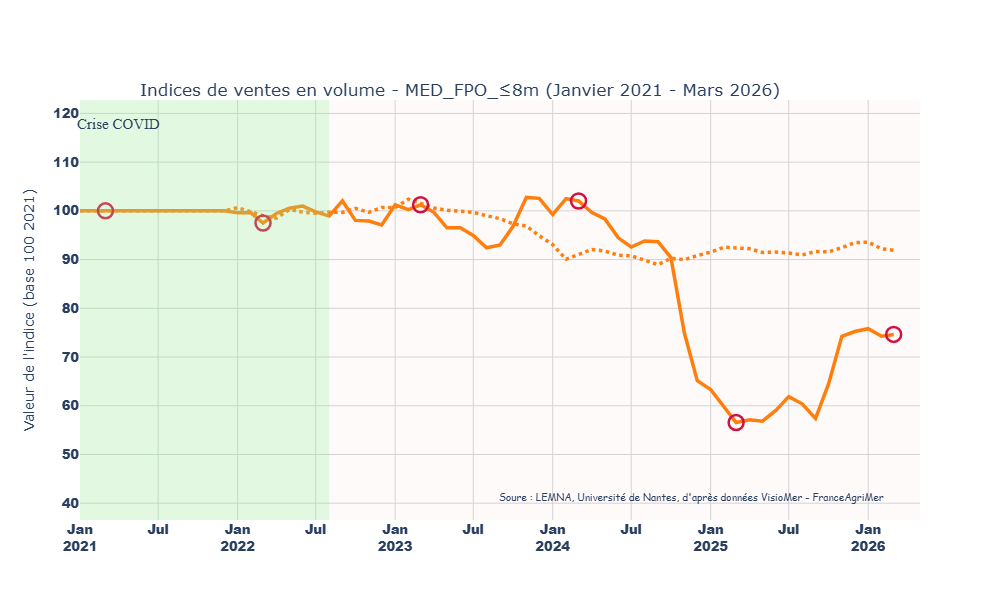 Indices de ventes en volume - MED_FPO_≤8m (Janvier 2021 - Mars 2026)
Crise COVID
Valeur de l'indice (base 100 2021)
120
110
100
90
80
70
60
50
40
Soure : LEMNA, Université de Nantes, d'après données VisioMer - FranceAgriMer
Jan Jul Jan Jul Jan Jul Jan Jul Jan Jul Jan
2021 2022 2023 2024 2025 2026